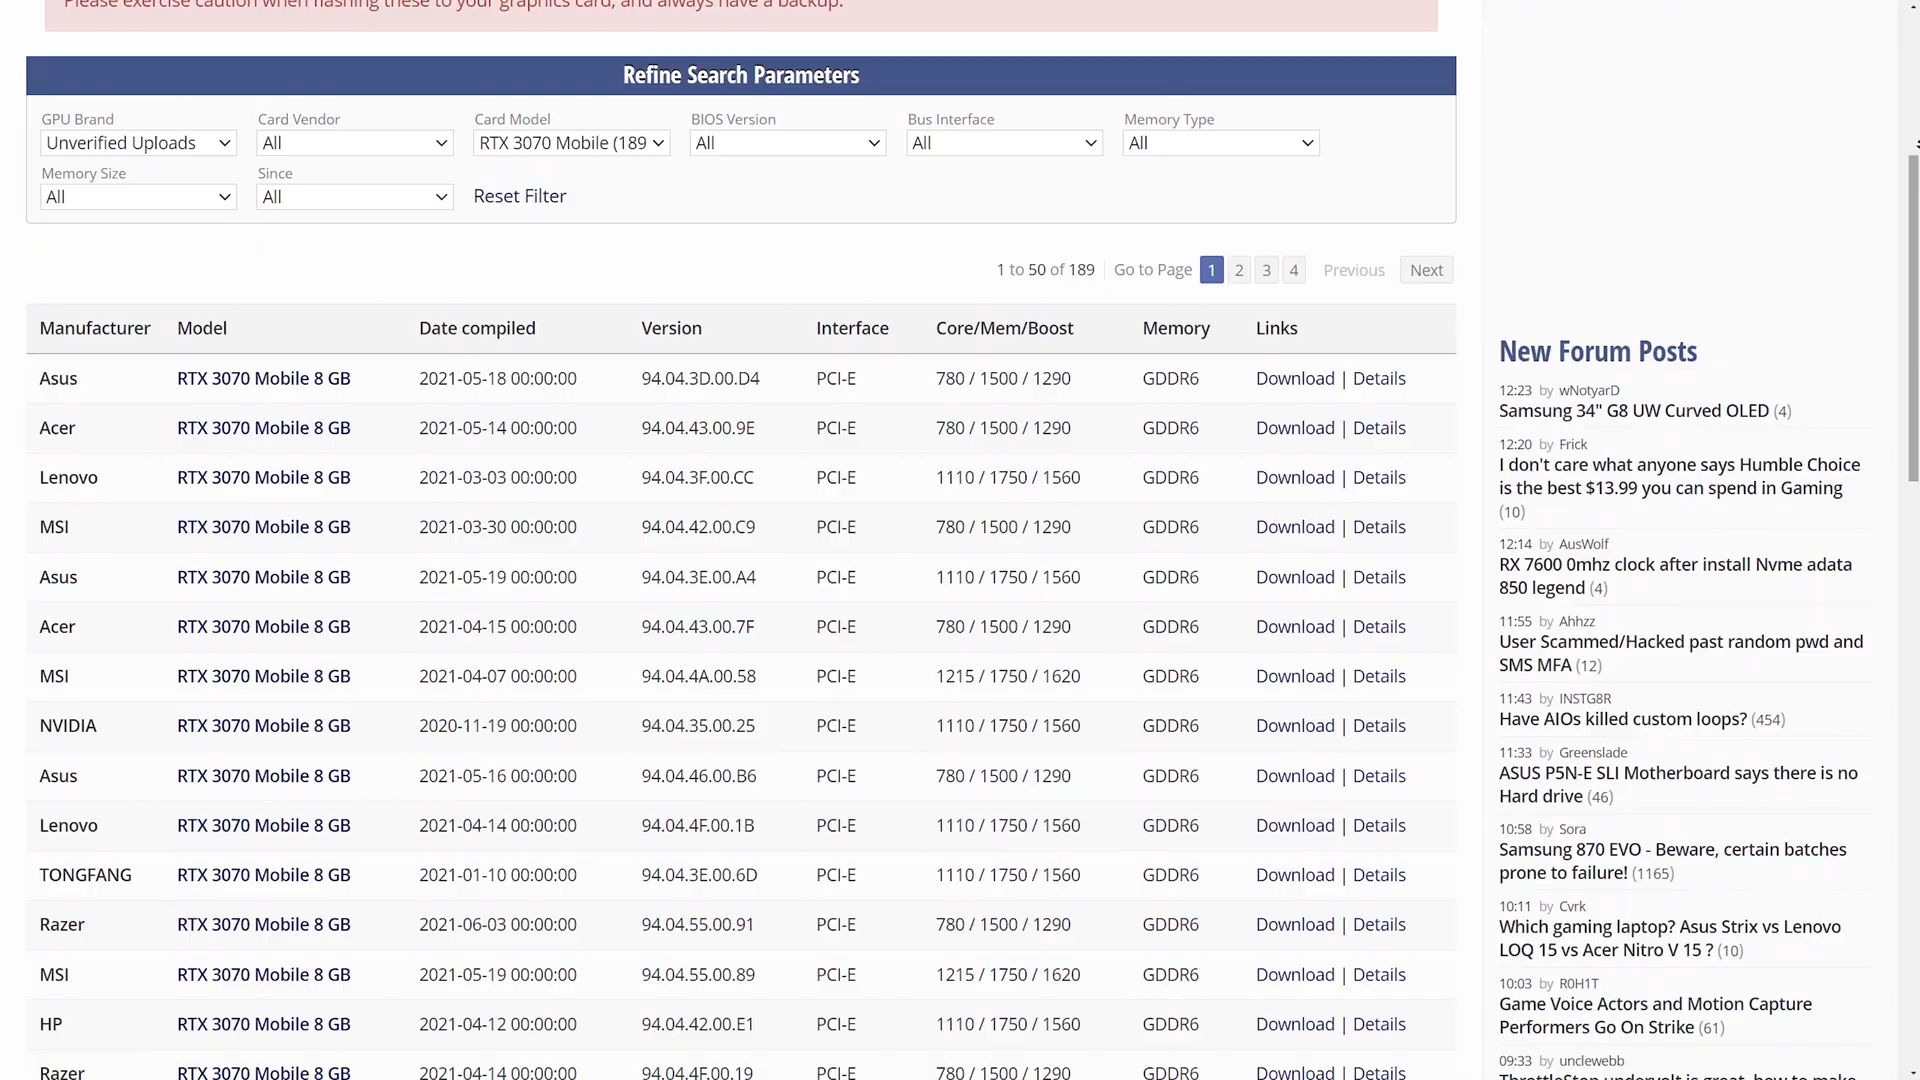 Please exercise caution when flashing these to your graphics card, and always have a backup.
Refine Search Parameters
GPU Brand Card Vendor Card Model BIOS Version Bus Interface Memory Type
Unverified Uploads All RTX 3070 Mobile (189 All All All
Memory Size Since
All All Reset Filter
1 to 50 of 189 Go to Page 1 2 3 4 Previous Next
Manufacturer Model Date compiled Version Interface Core/Mem/Boost Memory Links
Asus RTX 3070 Mobile 8 GB 2021-05-18 00:00:00 94.04.3D.00.D4 PCI-E 780 / 1500 / 1290 GDDR6 Download | Details
Acer RTX 3070 Mobile 8 GB 2021-05-14 00:00:00 94.04.43.00.9E PCI-E 780 / 1500 / 1290 GDDR6 Download | Details
Lenovo RTX 3070 Mobile 8 GB 2021-03-03 00:00:00 94.04.3F.00.CC PCI-E 1110 / 1750 / 1560 GDDR6 Download | Details
MSI RTX 3070 Mobile 8 GB 2021-03-30 00:00:00 94.04.42.00.C9 PCI-E 780 / 1500 / 1290 GDDR6 Download | Details
Asus RTX 3070 Mobile 8 GB 2021-05-19 00:00:00 94.04.3E.00.A4 PCI-E 1110 / 1750 / 1560 GDDR6 Download | Details
Acer RTX 3070 Mobile 8 GB 2021-04-15 00:00:00 94.04.43.00.7F PCI-E 780 / 1500 / 1290 GDDR6 Download | Details
MSI RTX 3070 Mobile 8 GB 2021-04-07 00:00:00 94.04.4A.00.58 PCI-E 1215 / 1750 / 1620 GDDR6 Download | Details
NVIDIA RTX 3070 Mobile 8 GB 2020-11-19 00:00:00 94.04.35.00.25 PCI-E 1110 / 1750 / 1560 GDDR6 Download | Details
Asus RTX 3070 Mobile 8 GB 2021-05-16 00:00:00 94.04.46.00.B6 PCI-E 780 / 1500 / 1290 GDDR6 Download | Details
Lenovo RTX 3070 Mobile 8 GB 2021-04-14 00:00:00 94.04.4F.00.1B PCI-E 1110 / 1750 / 1560 GDDR6 Download | Details
TONGFANG RTX 3070 Mobile 8 GB 2021-01-10 00:00:00 94.04.3E.00.6D PCI-E 1110 / 1750 / 1560 GDDR6 Download | Details
Razer RTX 3070 Mobile 8 GB 2021-06-03 00:00:00 94.04.55.00.91 PCI-E 780 / 1500 / 1290 GDDR6 Download | Details
MSI RTX 3070 Mobile 8 GB 2021-05-19 00:00:00 94.04.55.00.89 PCI-E 1215 / 1750 / 1620 GDDR6 Download | Details
HP RTX 3070 Mobile 8 GB 2021-04-12 00:00:00 94.04.42.00.E1 PCI-E 1110 / 1750 / 1560 GDDR6 Download | Details
Razer RTX 3070 Mobile 8 GB 2021-04-14 00:00:00 94.04.4F.00.19 PCI-E 780 / 1500 / 1290 GDDR6 Download | Details
New Forum Posts
12:23 by wNotyarD
Samsung 34" G8 UW Curved OLED (4)
12:20 by Frick
I don't care what anyone says Humble Choice
is the best $13.99 you can spend in Gaming
(10)
12:14 by AusWolf
RX 7600 0mhz clock after install Nvme adata
850 legend (4)
11:55 by Ahhzz
User Scammed/Hacked past random pwd and
SMS MFA (12)
11:43 by INSTG8R
Have AIOs killed custom loops? (454)
11:33 by Greenslade
ASUS P5N-E SLI Motherboard says there is no
Hard drive (46)
10:58 by Sora
Samsung 870 EVO - Beware, certain batches
prone to failure! (1165)
10:11 by Cvrk
Which gaming laptop? Asus Strix vs Lenovo
LOQ 15 vs Acer Nitro V 15 ? (10)
10:03 by R0H1T
Game Voice Actors and Motion Capture
Performers Go On Strike (61)
09:33 by unclewebb
ThrottleStop undervolt is great, how to make